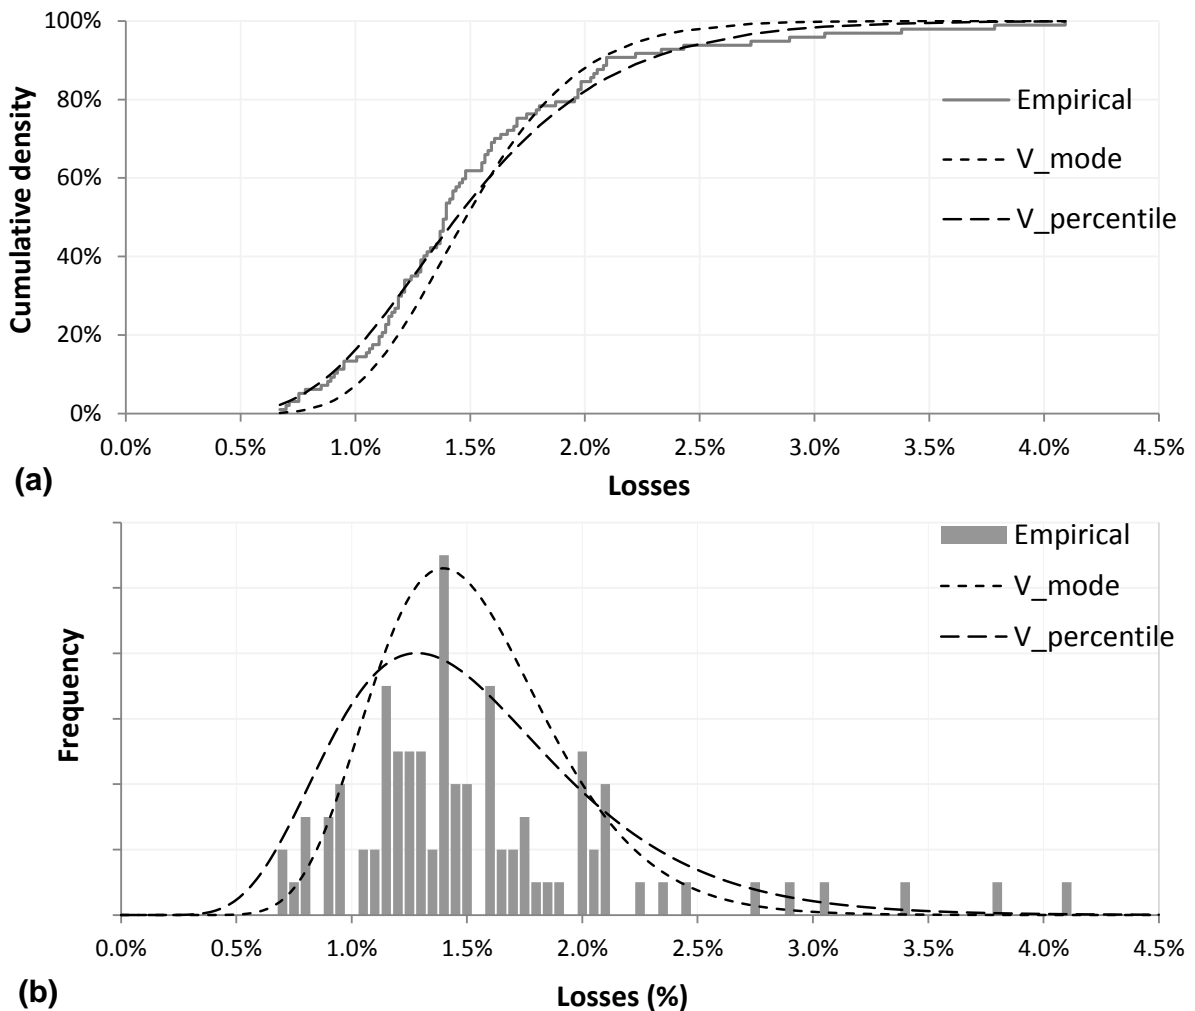 100%
80%
60%
40%
20%
0%
Cumulative density
Empirical
V_mode
V_percentile
0.0% 0.5% 1.0% 1.5% 2.0% 2.5% 3.0% 3.5% 4.0% 4.5%
(a)
Losses
Empirical
V_mode
V_percentile
Frequency
0.0% 0.5% 1.0% 1.5% 2.0% 2.5% 3.0% 3.5% 4.0% 4.5%
(b)
Losses (%)